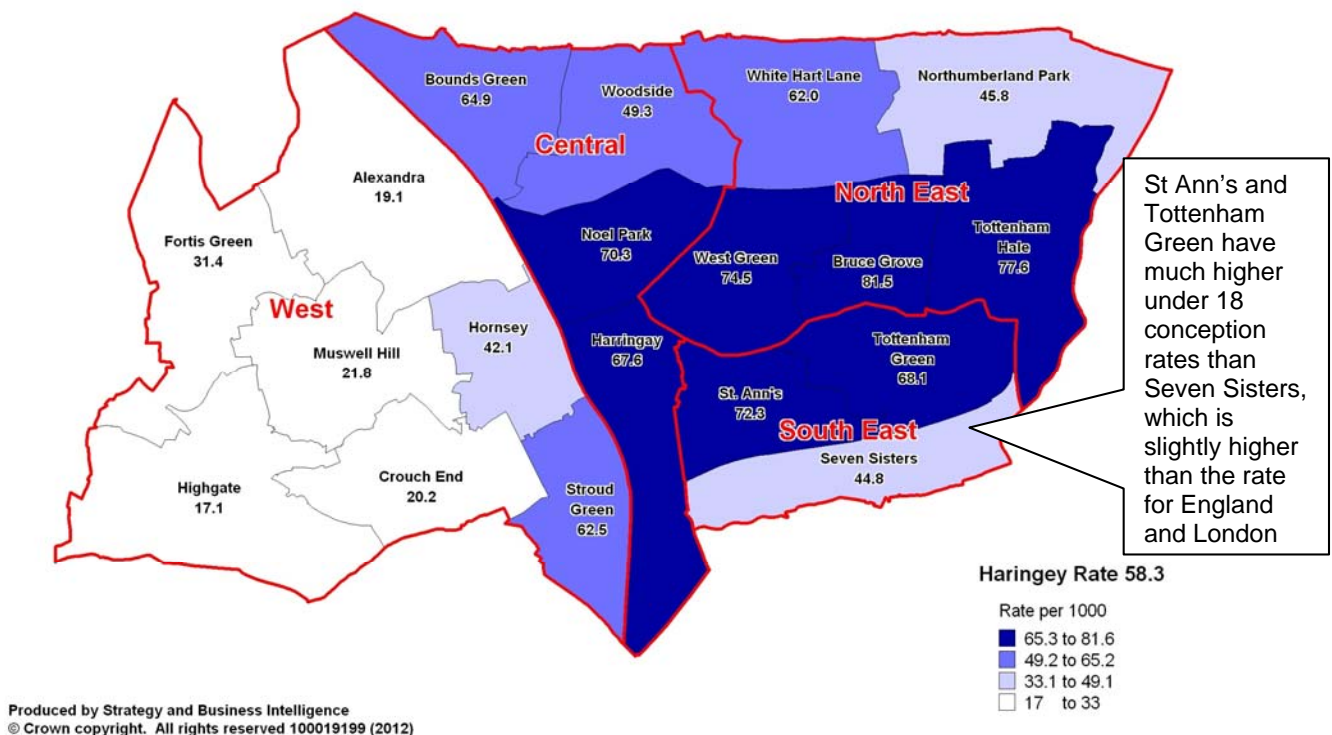 Bounds Green
64.9
Woodside
49.3
White Hart Lane
62.0
Northumberland Park
45.8
Central
Alexandra
19.1
North East
Fortis Green
31.4
Noel Park
70.3
West Green
74.5
Bruce Grove
81.5
Tottenham
Hale
77.6
West
Hornsey
42.1
Muswell Hill
21.8
Harringay
67.6
Tottenham
Green
68.1
St. Ann's
72.3
South East
Seven Sisters
44.8
Highgate
17.1
Crouch End
20.2
Stroud
Green
62.5
St Ann’s and
Tottenham
Green have
much higher
under 18
conception
rates than
Seven Sisters,
which is
slightly higher
than the rate
for England
and London
Haringey Rate 58.3
Rate per 1000
65.3 to 81.6
49.2 to 65.2
33.1 to 49.1
17 to 33
Produced by Strategy and Business Intelligence
© Crown copyright. All rights reserved 100019199 (2012)